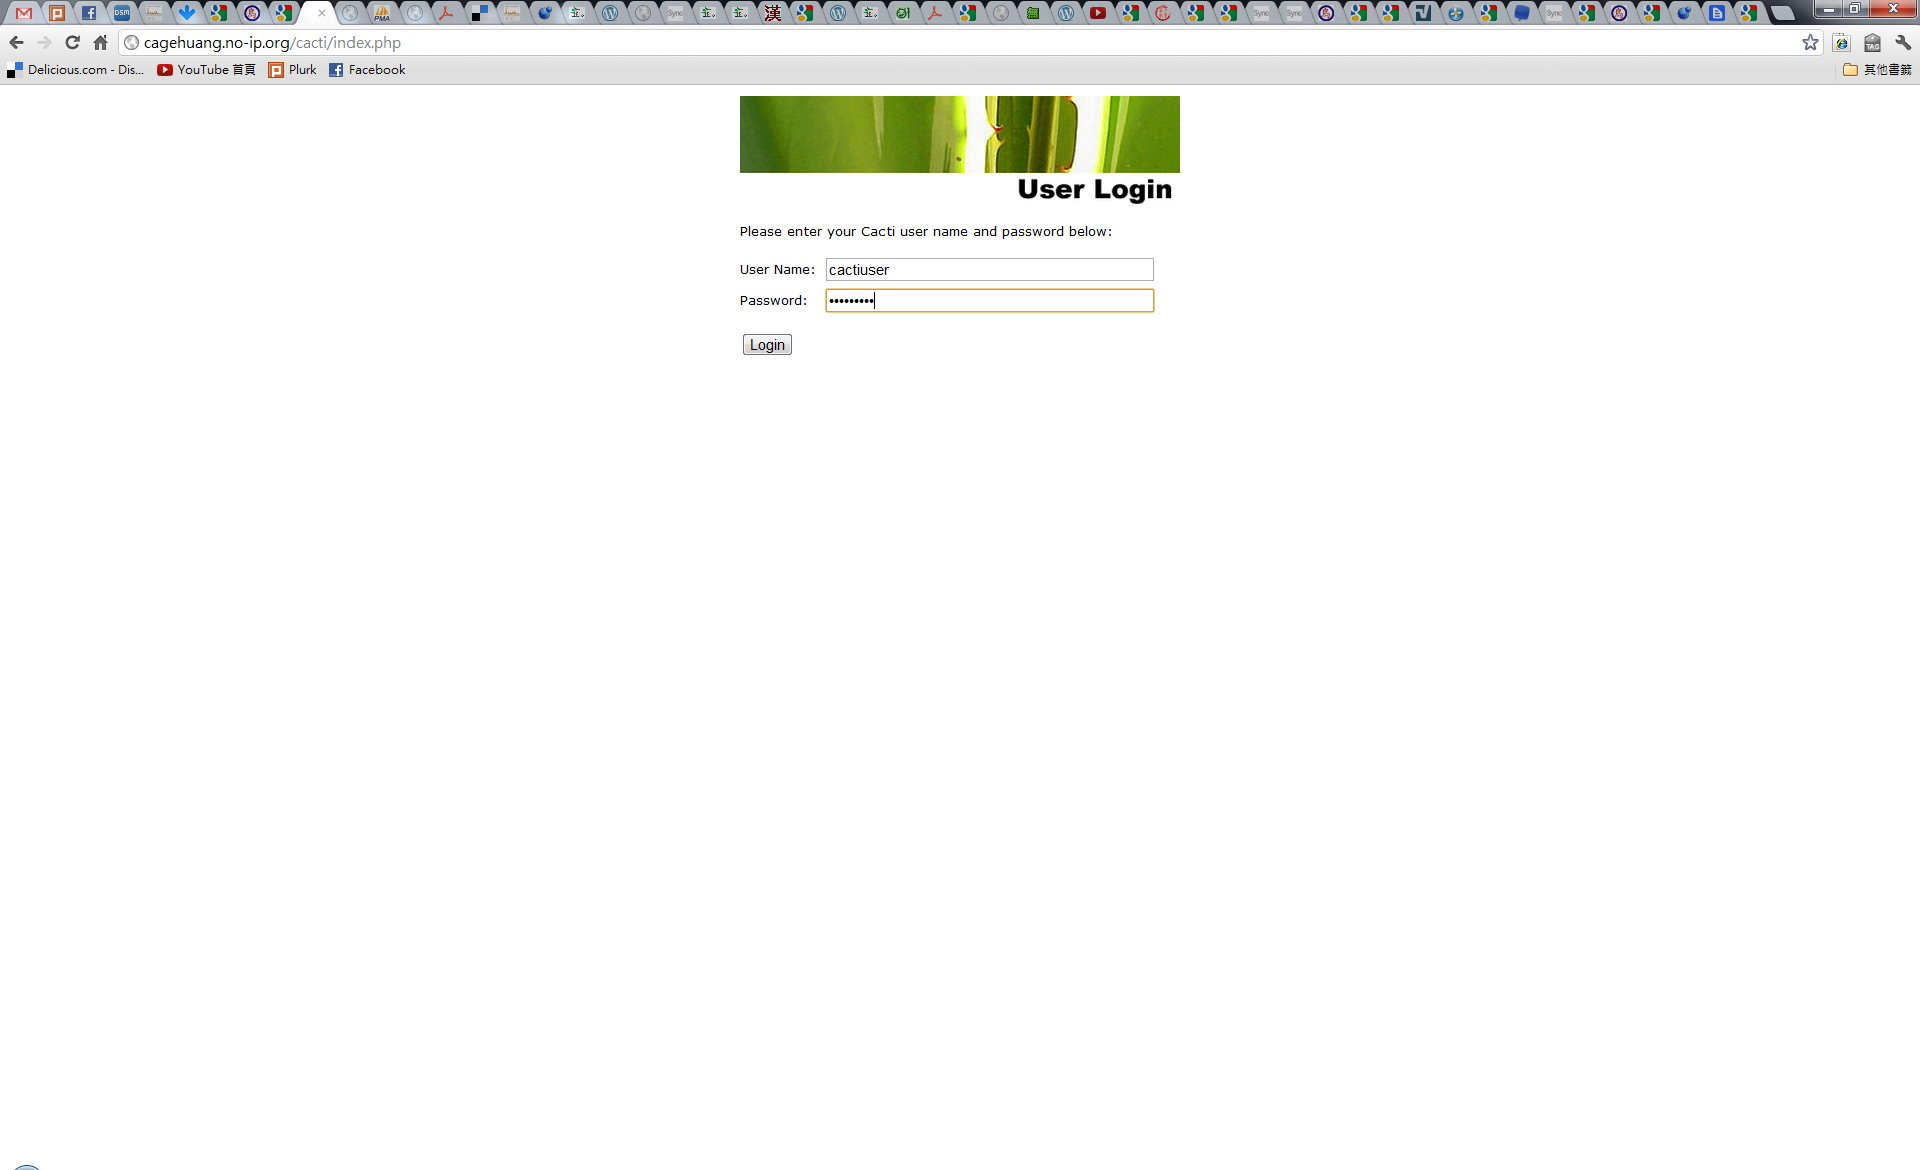 cagehuang.no-ip.org/cacti/index.php
Delicious.com - Dis... YouTube 首頁 Plurk Facebook 其他書籤
User Login
Please enter your Cacti user name and password below:
User Name: cactiuser
Password: •••••••••
Login